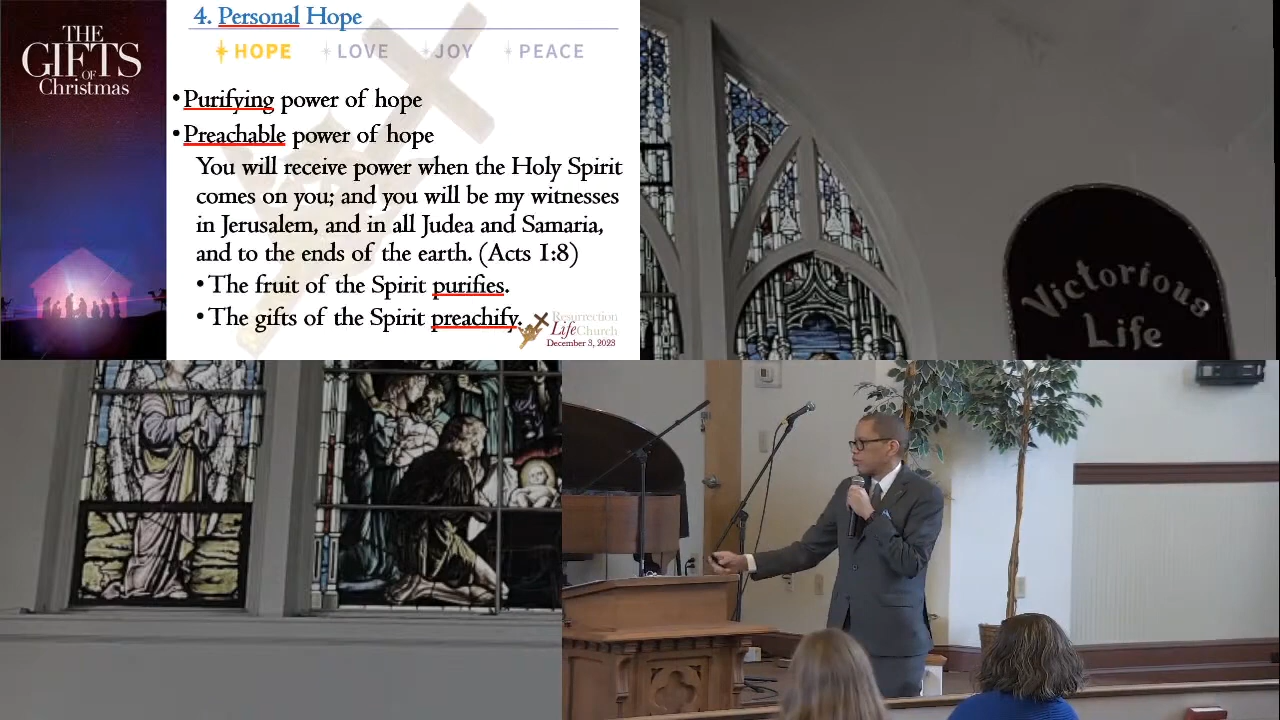 THE
GIFTS
OF
Christmas
4. Personal Hope
HOPE LOVE JOY PEACE
•Purifying power of hope
•Preachable power of hope
You will receive power when the Holy Spirit
comes on you; and you will be my witnesses
in Jerusalem, and in all Judea and Samaria,
and to the ends of the earth. (Acts 1:8)
•The fruit of the Spirit purifies.
•The gifts of the Spirit preachify.
Resurrection
LifeChurch
December 3, 2023
Victorious
Life